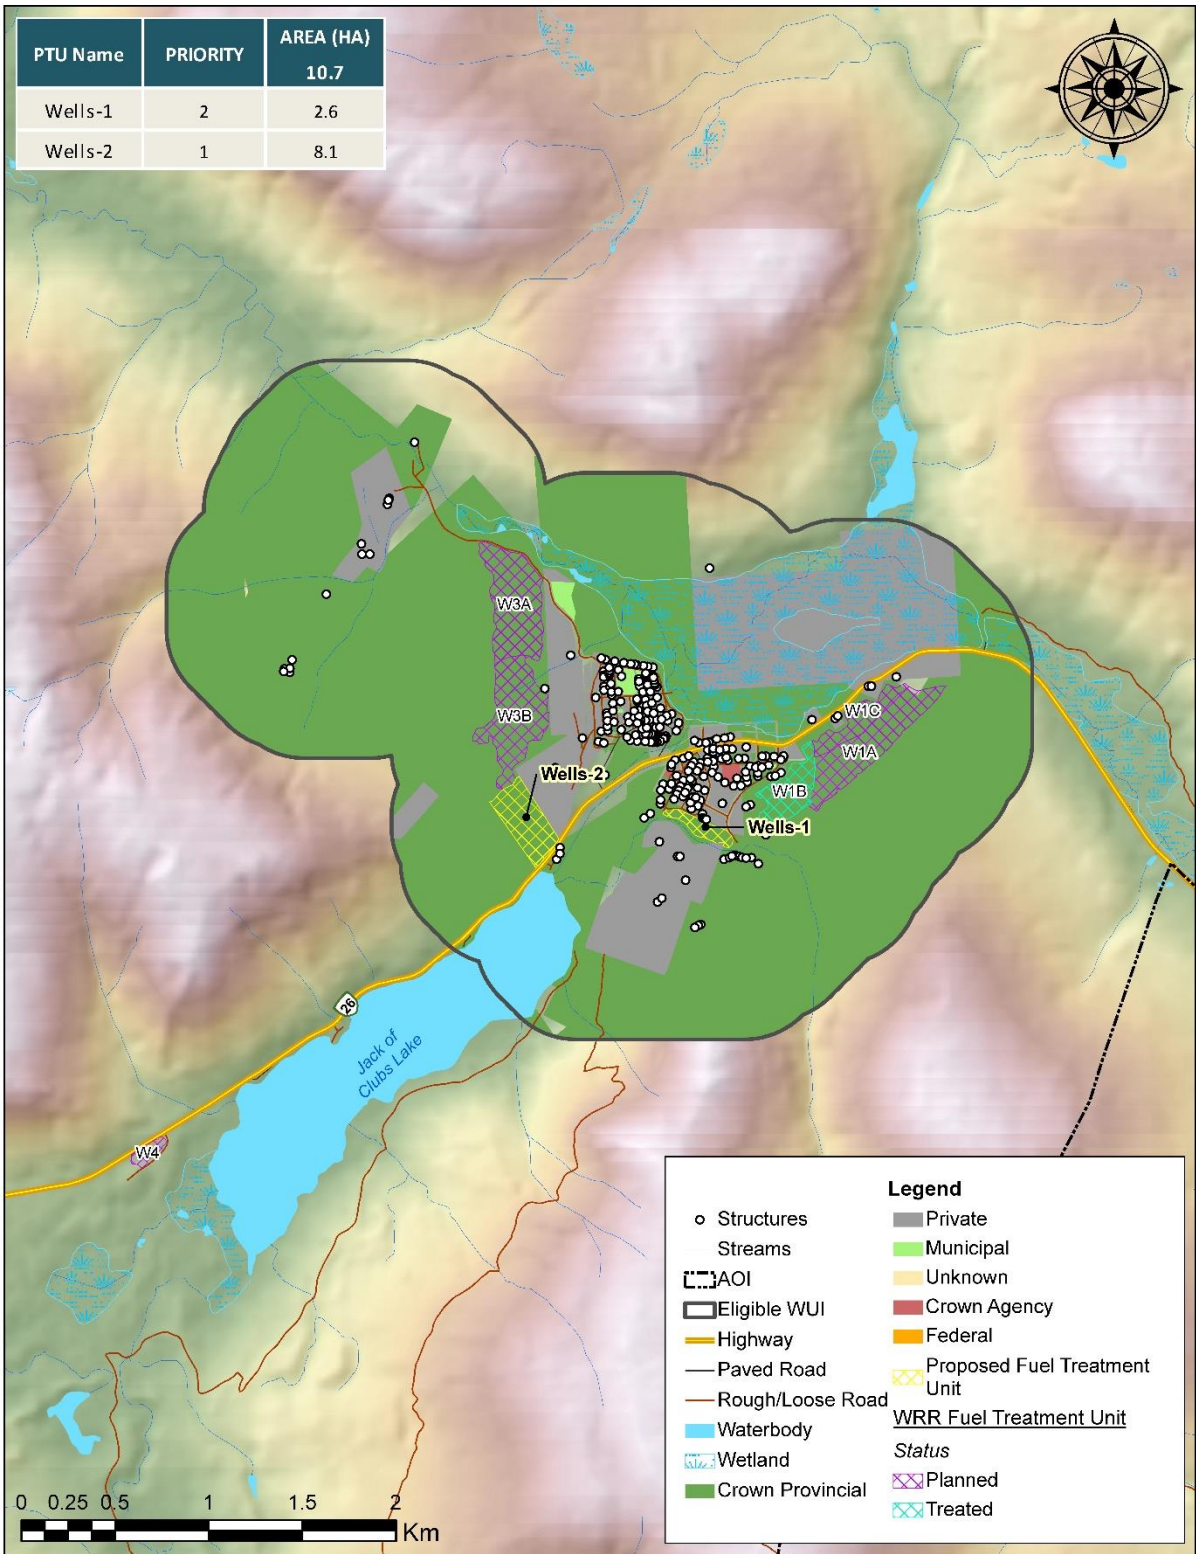 PTU Name PRIORITY AREA (HA)
10.7
Wells-1 2 2.6
Wells-2 1 8.1
W3A
W3B
W1C
W1A
Wells-2
W1B
Wells-1
26
Jack of
Clubs Lake
W4
Legend
Structures
Streams
AOI
Eligible WUI
Highway
Paved Road
Rough/Loose Road
Waterbody
Wetland
Crown Provincial
Private
Municipal
Unknown
Crown Agency
Federal
Proposed Fuel Treatment
Unit
WRR Fuel Treatment Unit
Status
Planned
Treated
0 0.25 0.5 1 1.5 2
Km